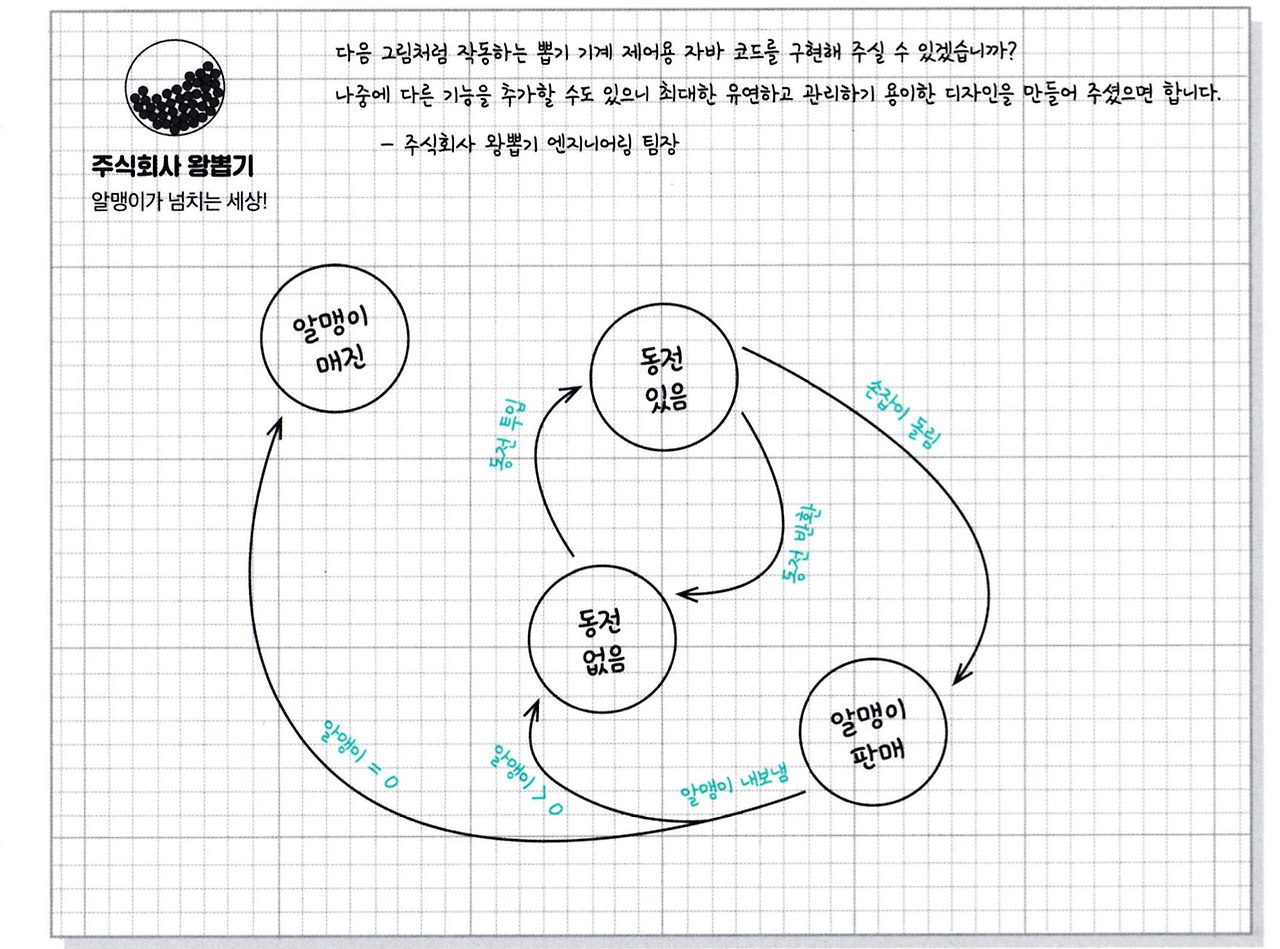 다음 그림처럼 작동하는 뽑기 기계 제어용 자바 코드를 구현해 주실 수 있겠습니까?
나중에 다른 기능을 추가할 수도 있으니 최대한 유연하고 관리하기 용이한 디자인을 만들어 주셨으면 합니다.
– 주식회사 왕뽑기 엔지니어링 팀장
주식회사 왕뽑기
알맹이가 넘치는 세상!
알맹이
매진
동전
있음
손잡이 돌림
동전 투입
동전 반환
동전
없음
알맹이
판매
알맹이 = 0
알맹이 > 0
알맹이 내보냄